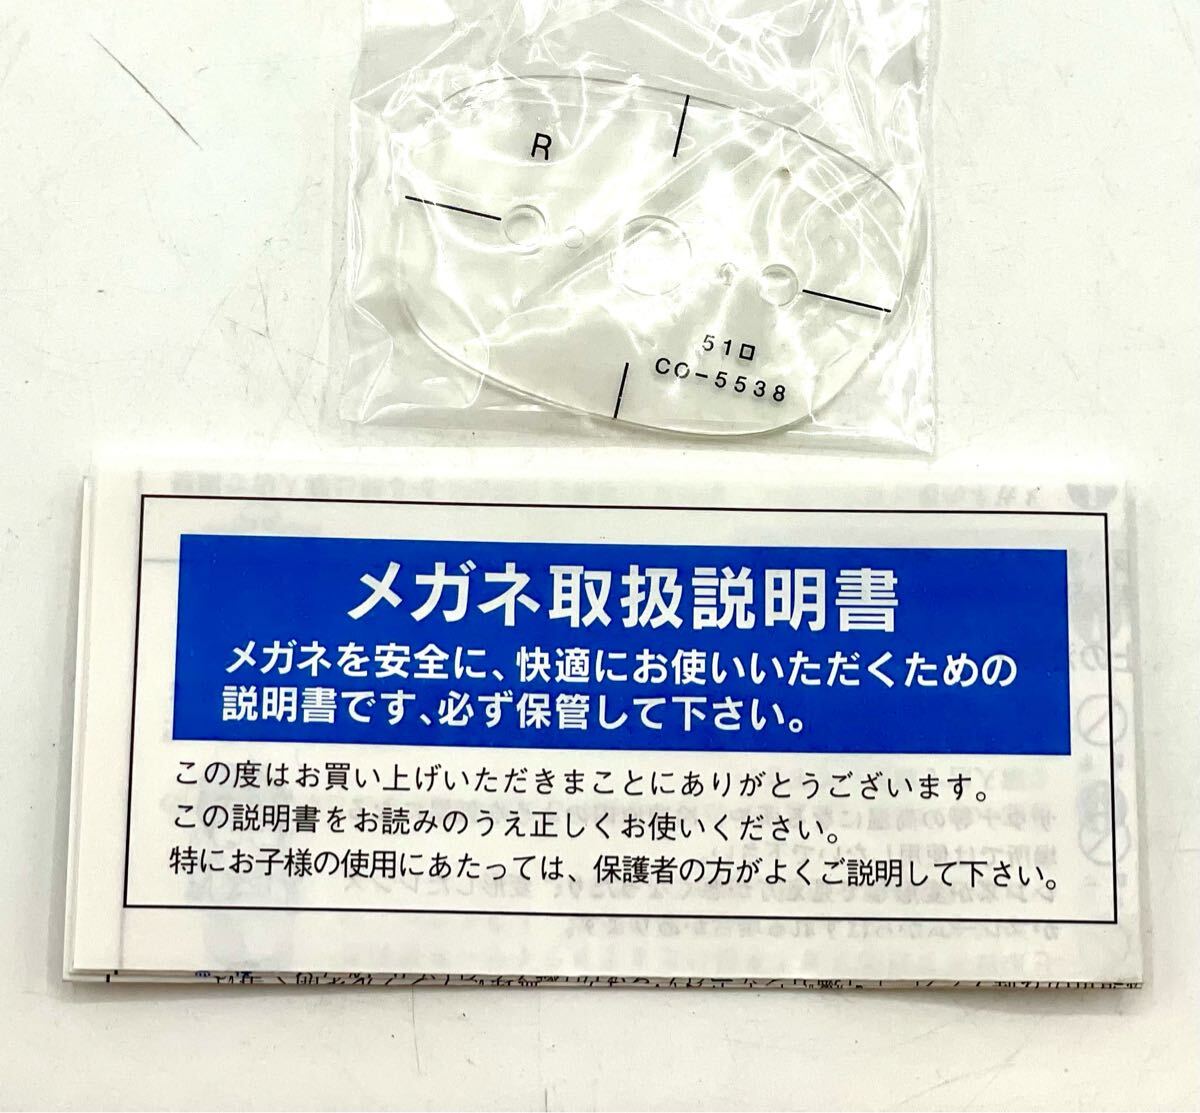 R
51口
CO-5538
メガネ取扱説明書
メガネを安全に、快適にお使いいただくための
説明書です、必ず保管して下さい。
この度はお買い上げいただきまことにありがとうございます。
この説明書をお読みのうえ正しくお使いください。
特にお子様の使用にあたっては、保護者の方がよくご説明して下さい。